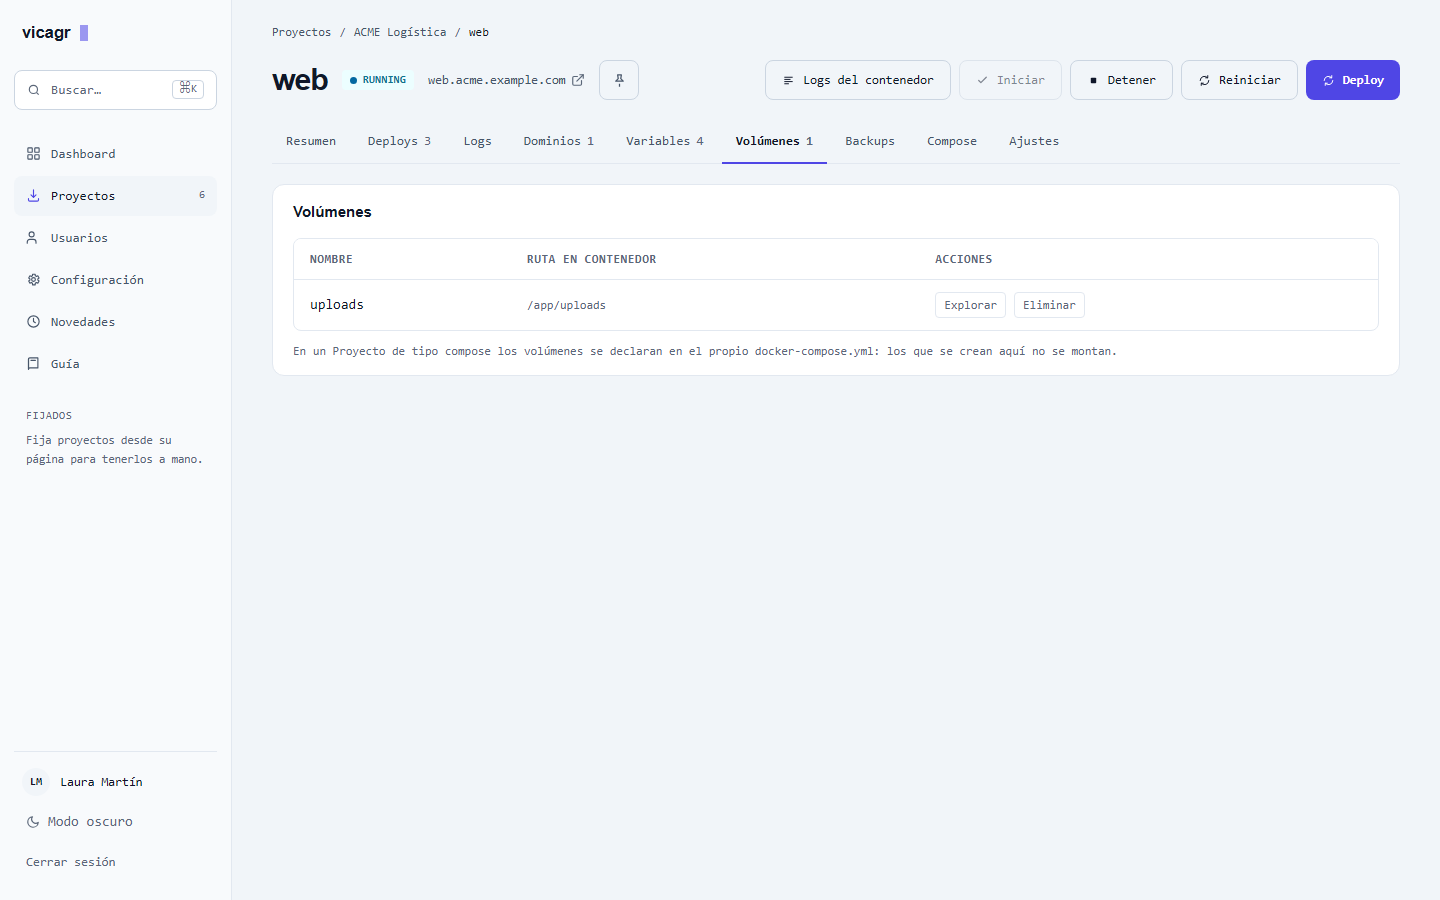 vicagr
Buscar… ⌘K
Dashboard
Proyectos 6
Usuarios
Configuración
Novedades
Guía
FIJADOS
Fija proyectos desde su
página para tenerlos a mano.
LM Laura Martín
Modo oscuro
Cerrar sesión
Proyectos / ACME Logística / web
web RUNNING web.acme.example.com Logs del contenedor Iniciar Detener Reiniciar Deploy
Resumen Deploys 3 Logs Dominios 1 Variables 4 Volúmenes 1 Backups Compose Ajustes
Volúmenes
NOMBRE RUTA EN CONTENEDOR ACCIONES
uploads /app/uploads Explorar Eliminar
En un Proyecto de tipo compose los volúmenes se declaran en el propio docker-compose.yml: los que se crean aquí no se montan.